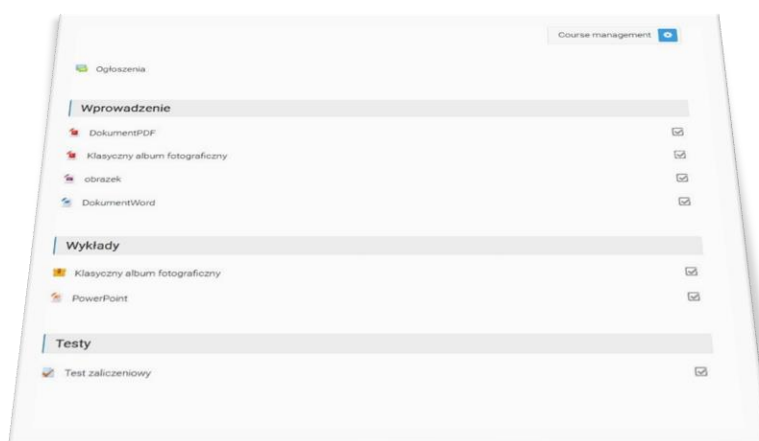 Course management
Ogłoszenia
Wprowadzenie
DokumentPDF
Klasyczny album fotograficzny
obrazek
DokumentWord
Wykłady
Klasyczny album fotograficzny
PowerPoint
Testy
Test zaliczeniowy